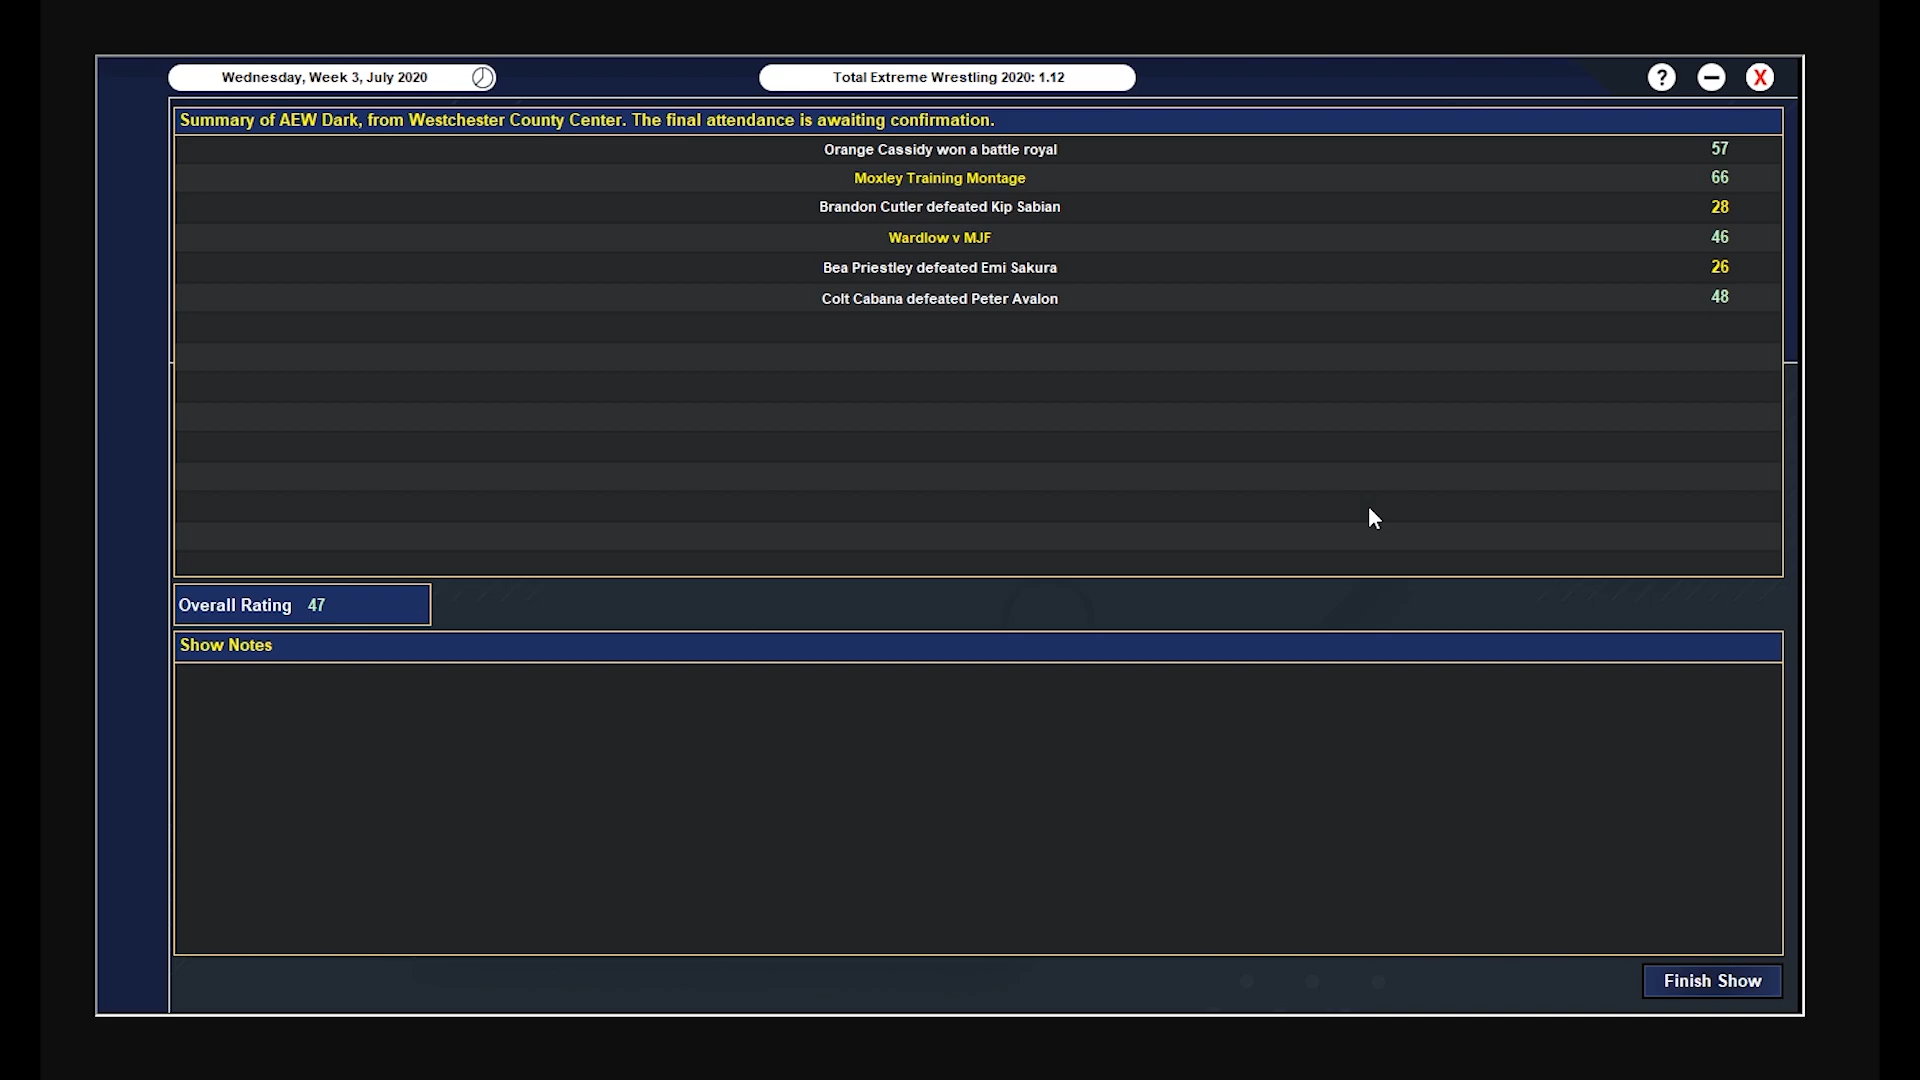 Wednesday, Week 3, July 2020
Total Extreme Wrestling 2020: 1.12
?
X
Summary of AEW Dark, from Westchester County Center. The final attendance is awaiting confirmation.
Orange Cassidy won a battle royal 57
Moxley Training Montage 66
Brandon Cutler defeated Kip Sabian 28
Wardlow v MJF 46
Bea Priestley defeated Emi Sakura 26
Colt Cabana defeated Peter Avalon 48
Overall Rating 47
Show Notes
Finish Show